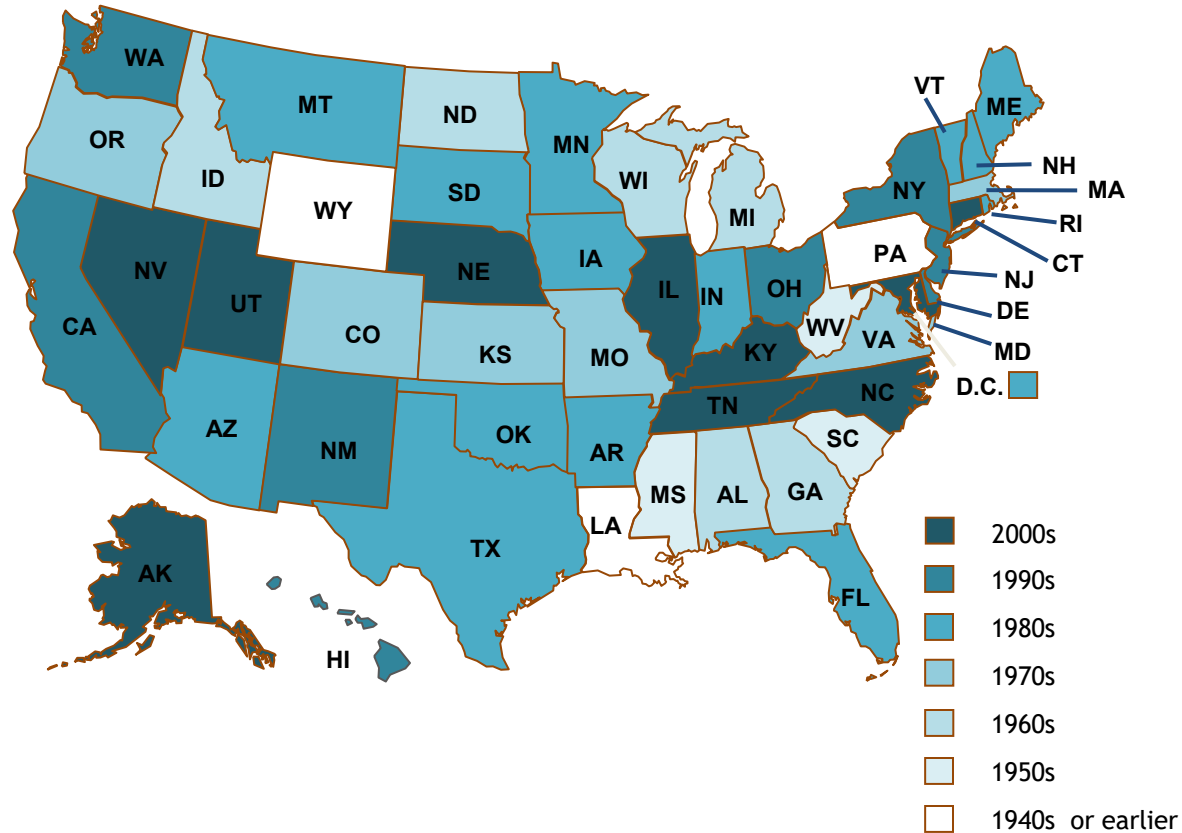 WA
MT
ND
MN
VT
ME
OR
ID
WY
SD
WI
MI
NY
NH
MA
RI
CT
NV
UT
NE
IA
IL
IN
OH
PA
NJ
DE
MD
CA
CO
KS
MO
KY
WV
VA
D.C.
AZ
NM
OK
AR
TN
NC
SC
TX
LA
MS
AL
GA
FL
AK
HI
2000s
1990s
1980s
1970s
1960s
1950s
1940s or earlier